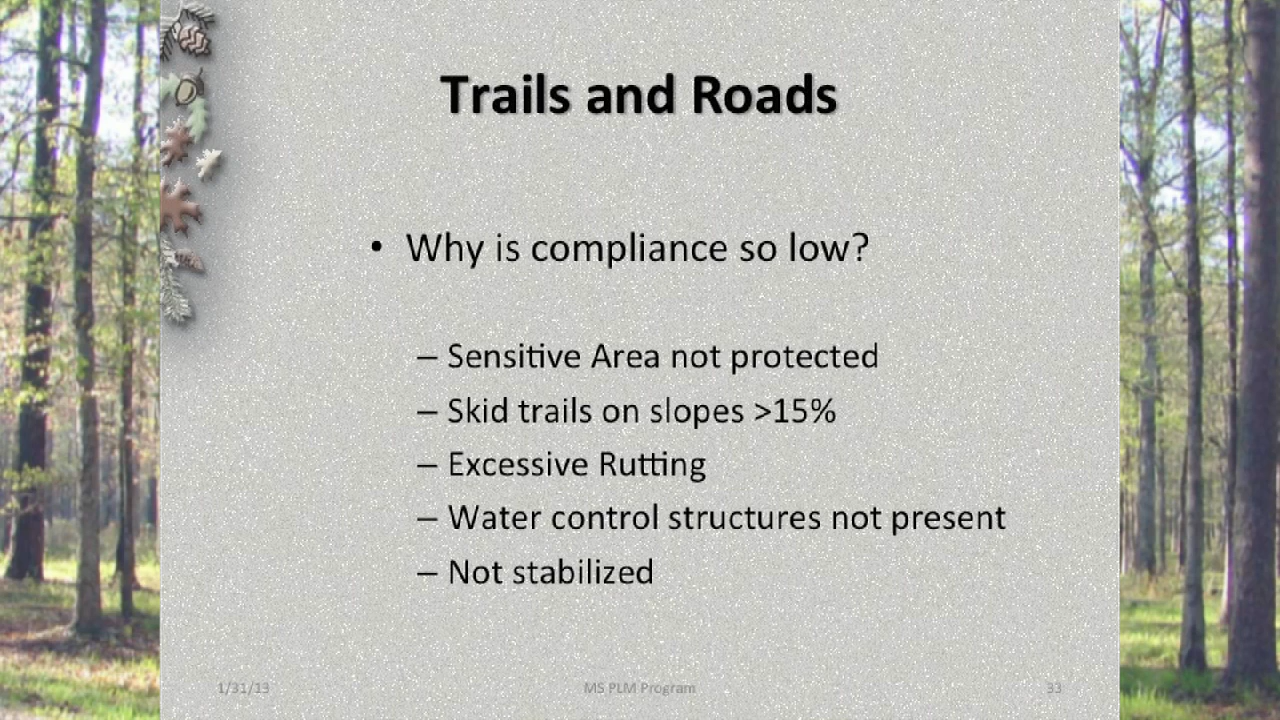 Trails and Roads
• Why is compliance so low?
– Sensitive Area not protected
– Skid trails on slopes >15%
– Excessive Rutting
– Water control structures not present
– Not stabilized
1/31/13 MS PLM Program 33